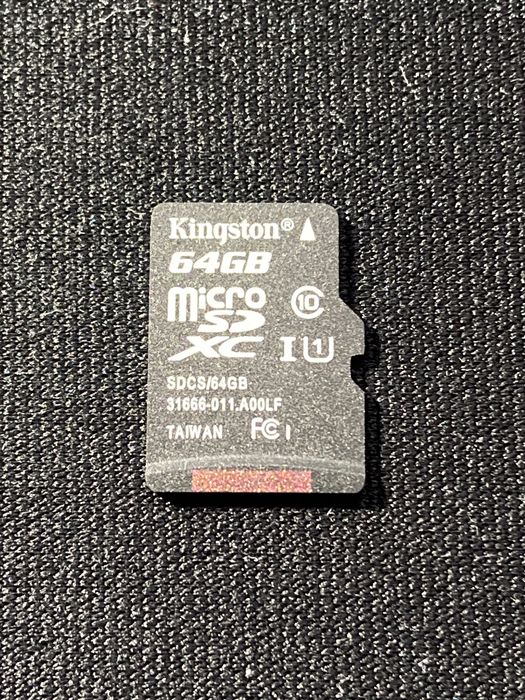 Kingston®
64GB
micro
SD 10
XC I U1
SDCS/64GB
31666-011.A00LF
TAIWAN FC